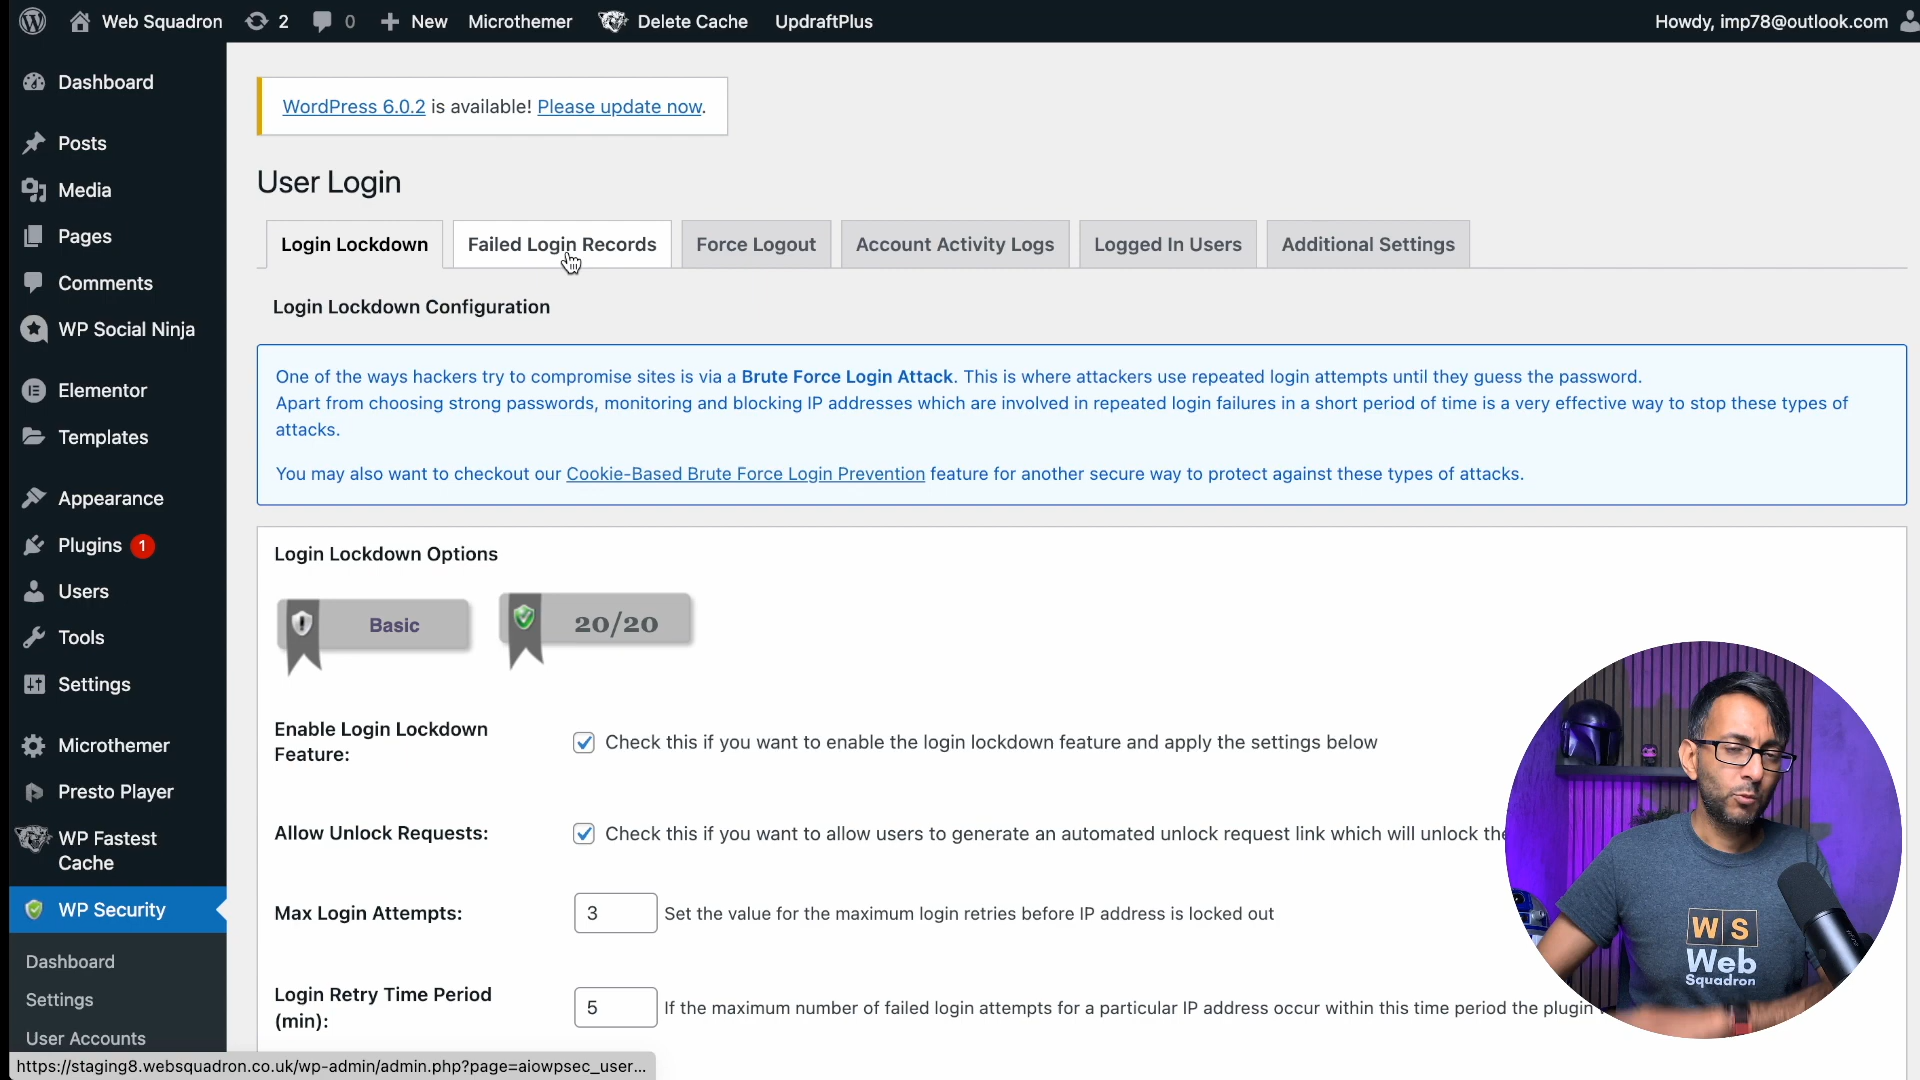 Web Squadron 2 0 New Microthemer Delete Cache UpdraftPlus Howdy, imp78@outlook.com
Dashboard
Posts
Media
Pages
Comments
WP Social Ninja
Elementor
Templates
Appearance
Plugins 1
Users
Tools
Settings
Microthemer
Presto Player
WP Fastest
Cache
WP Security
Dashboard
Settings
User Accounts
WordPress 6.0.2 is available! Please update now.
User Login
Login Lockdown Failed Login Records Force Logout Account Activity Logs Logged In Users Additional Settings
Login Lockdown Configuration
One of the ways hackers try to compromise sites is via a Brute Force Login Attack. This is where attackers use repeated login attempts until they guess the password.
Apart from choosing strong passwords, monitoring and blocking IP addresses which are involved in repeated login failures in a short period of time is a very effective way to stop these types of
attacks.
You may also want to checkout our Cookie-Based Brute Force Login Prevention feature for another secure way to protect against these types of attacks.
Login Lockdown Options
Basic 20/20
Enable Login Lockdown
Feature:
Check this if you want to enable the login lockdown feature and apply the settings below
Allow Unlock Requests:
Check this if you want to allow users to generate an automated unlock request link which will unlock
Max Login Attempts:
3 Set the value for the maximum login retries before IP address is locked out
Login Retry Time Period
(min):
5 If the maximum number of failed login attempts for a particular IP address occur within this time period the plugin
W S
Web
Squadron
https://staging8.websquadron.co.uk/wp-admin/admin.php?page=aiowpsec_user...